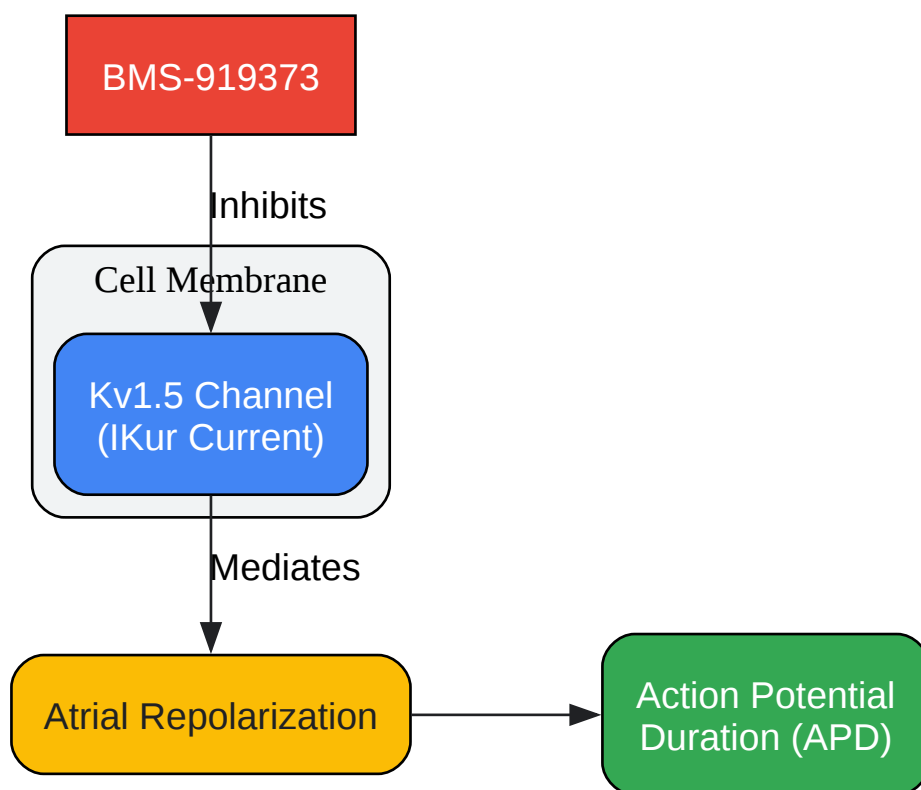 BMS-919373
Inhibits
Cell Membrane
Kv1.5 Channel
(IKur Current)
Mediates
Atrial Repolarization
Action Potential
Duration (APD)